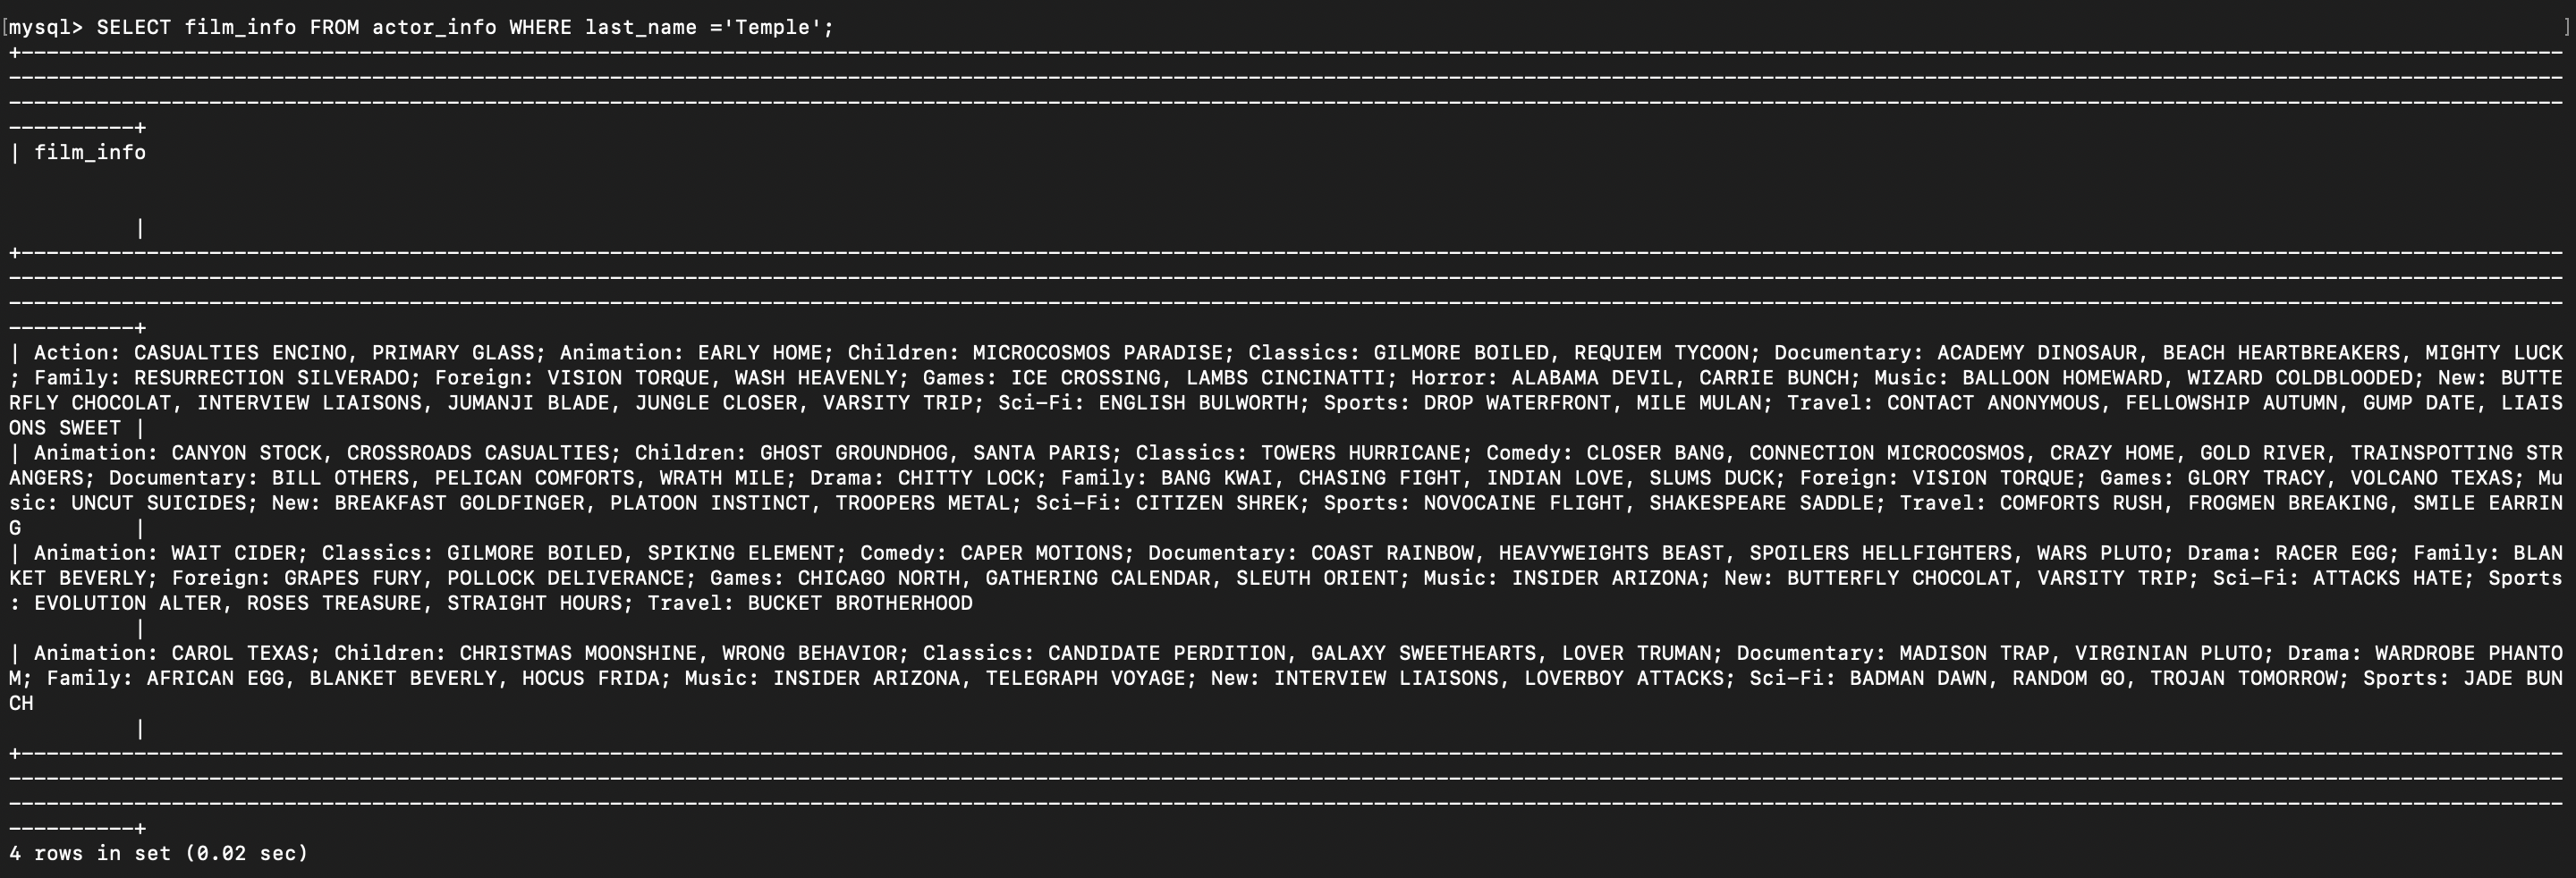 [mysql> SELECT film_info FROM actor_info WHERE last_name ='Temple'; ]
+------------------------------------------------------------------------------------------------------------------------------------------------------------------------------------------------------------
------------------------------------------------------------------------------------------------------------------------------------------------------------------------------------------------------------
------------------------------------------------------------------------------------------------------------------------------------------------------------------------------------------------------------
----------+
| film_info
|
+------------------------------------------------------------------------------------------------------------------------------------------------------------------------------------------------------------
------------------------------------------------------------------------------------------------------------------------------------------------------------------------------------------------------------
------------------------------------------------------------------------------------------------------------------------------------------------------------------------------------------------------------
----------+
| Action: CASUALTIES ENCINO, PRIMARY GLASS; Animation: EARLY HOME; Children: MICROCOSMOS PARADISE; Classics: GILMORE BOILED, REQUIEM TYCOON; Documentary: ACADEMY DINOSAUR, BEACH HEARTBREAKERS, MIGHTY LUCK
; Family: RESURRECTION SILVERADO; Foreign: VISION TORQUE, WASH HEAVENLY; Games: ICE CROSSING, LAMBS CINCINATTI; Horror: ALABAMA DEVIL, CARRIE BUNCH; Music: BALLOON HOMEWARD, WIZARD COLDBLOODED; New: BUTTE
RFLY CHOCOLAT, INTERVIEW LIAISONS, JUMANJI BLADE, JUNGLE CLOSER, VARSITY TRIP; Sci-Fi: ENGLISH BULWORTH; Sports: DROP WATERFRONT, MILE MULAN; Travel: CONTACT ANONYMOUS, FELLOWSHIP AUTUMN, GUMP DATE, LIAIS
ONS SWEET |
| Animation: CANYON STOCK, CROSSROADS CASUALTIES; Children: GHOST GROUNDHOG, SANTA PARIS; Classics: TOWERS HURRICANE; Comedy: CLOSER BANG, CONNECTION MICROCOSMOS, CRAZY HOME, GOLD RIVER, TRAINSPOTTING STR
ANGERS; Documentary: BILL OTHERS, PELICAN COMFORTS, WRATH MILE; Drama: CHITTY LOCK; Family: BANG KWAI, CHASING FIGHT, INDIAN LOVE, SLUMS DUCK; Foreign: VISION TORQUE; Games: GLORY TRACY, VOLCANO TEXAS; Mu
sic: UNCUT SUICIDES; New: BREAKFAST GOLDFINGER, PLATOON INSTINCT, TROOPERS METAL; Sci-Fi: CITIZEN SHREK; Sports: NOVOCAINE FLIGHT, SHAKESPEARE SADDLE; Travel: COMFORTS RUSH, FROGMEN BREAKING, SMILE EARRIN
G         |
| Animation: WAIT CIDER; Classics: GILMORE BOILED, SPIKING ELEMENT; Comedy: CAPER MOTIONS; Documentary: COAST RAINBOW, HEAVYWEIGHTS BEAST, SPOILERS HELLFIGHTERS, WARS PLUTO; Drama: RACER EGG; Family: BLAN
KET BEVERLY; Foreign: GRAPES FURY, POLLOCK DELIVERANCE; Games: CHICAGO NORTH, GATHERING CALENDAR, SLEUTH ORIENT; Music: INSIDER ARIZONA; New: BUTTERFLY CHOCOLAT, VARSITY TRIP; Sci-Fi: ATTACKS HATE; Sports
: EVOLUTION ALTER, ROSES TREASURE, STRAIGHT HOURS; Travel: BUCKET BROTHERHOOD
|
| Animation: CAROL TEXAS; Children: CHRISTMAS MOONSHINE, WRONG BEHAVIOR; Classics: CANDIDATE PERDITION, GALAXY SWEETHEARTS, LOVER TRUMAN; Documentary: MADISON TRAP, VIRGINIAN PLUTO; Drama: WARDROBE PHANTO
M; Family: AFRICAN EGG, BLANKET BEVERLY, HOCUS FRIDA; Music: INSIDER ARIZONA, TELEGRAPH VOYAGE; New: INTERVIEW LIAISONS, LOVERBOY ATTACKS; Sci-Fi: BADMAN DAWN, RANDOM GO, TROJAN TOMORROW; Sports: JADE BUN
CH
|
+------------------------------------------------------------------------------------------------------------------------------------------------------------------------------------------------------------
------------------------------------------------------------------------------------------------------------------------------------------------------------------------------------------------------------
------------------------------------------------------------------------------------------------------------------------------------------------------------------------------------------------------------
----------+
4 rows in set (0.02 sec)